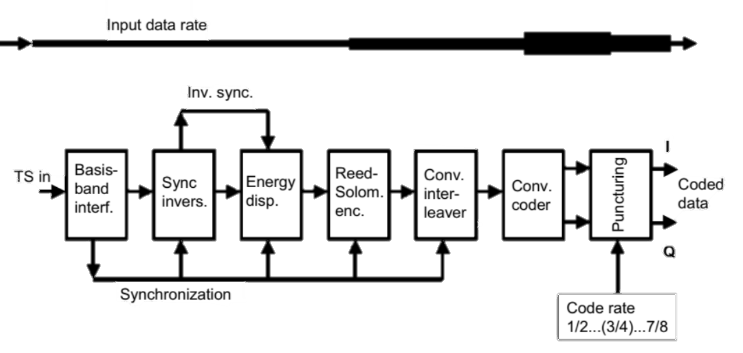 Input data rate
Inv. sync.
TS in
Basis-
band
interf.
Sync
invers.
Energy
disp.
Reed-
Solom.
enc.
Conv.
inter-
leaver
Conv.
coder
Puncturing
I
Coded
data
Q
Synchronization
Code rate
1/2...(3/4)...7/8